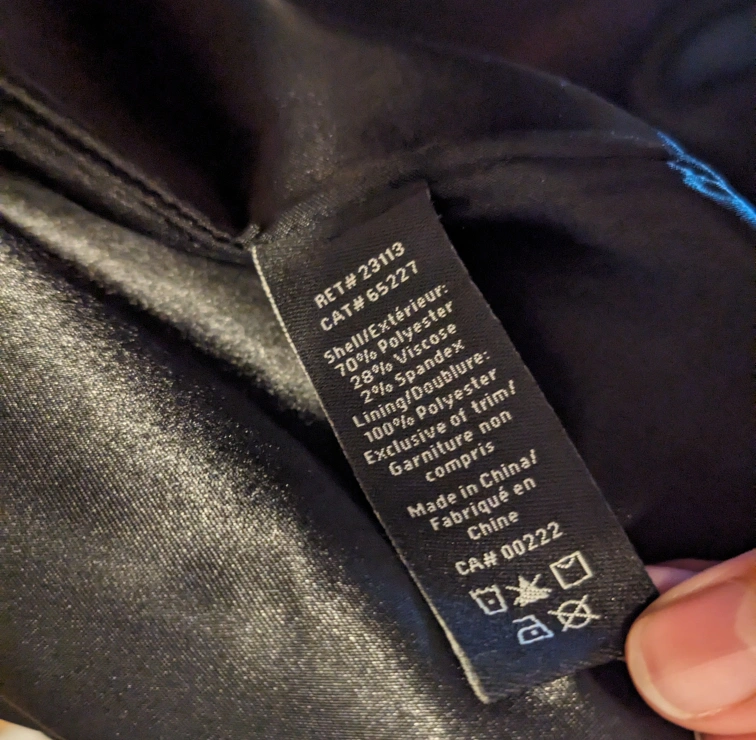 RET# 23113
CAT# 65227
Shell/Extérieur:
70% Polyester
28% Viscose
2% Spandex
Lining/Doublure:
100% Polyester
Exclusive of trim/
Garniture non
compris
Made in China/
Fabriqué en
Chine
CA# 00222